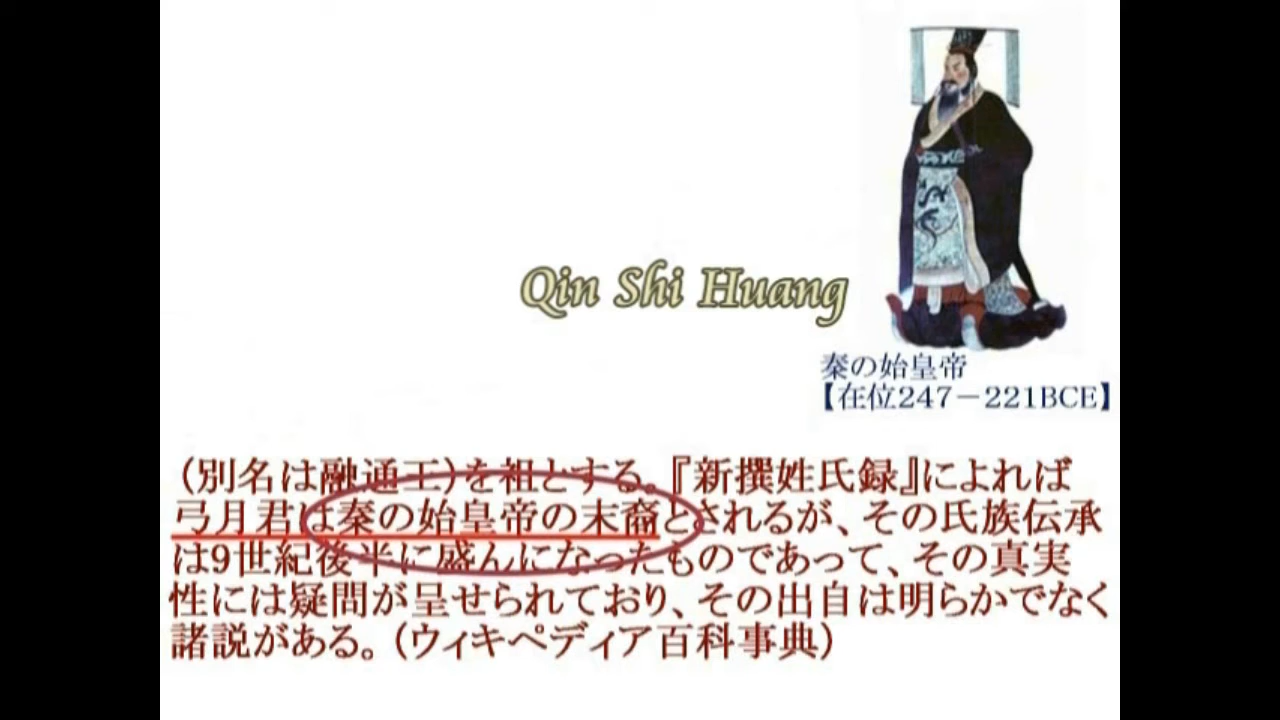 Qin Shi Huang
秦の始皇帝
【在位247－221BCE】
（別名は融通王）を祖とする。『新撰姓氏録』によれば
弓月君は秦の始皇帝の末裔とされるが、その氏族伝承
は9世紀後半に盛んになったものであって、その真実
性には疑問が呈せられており、その出自は明らかでなく
諸説がある。（ウィキペディア百科事典）